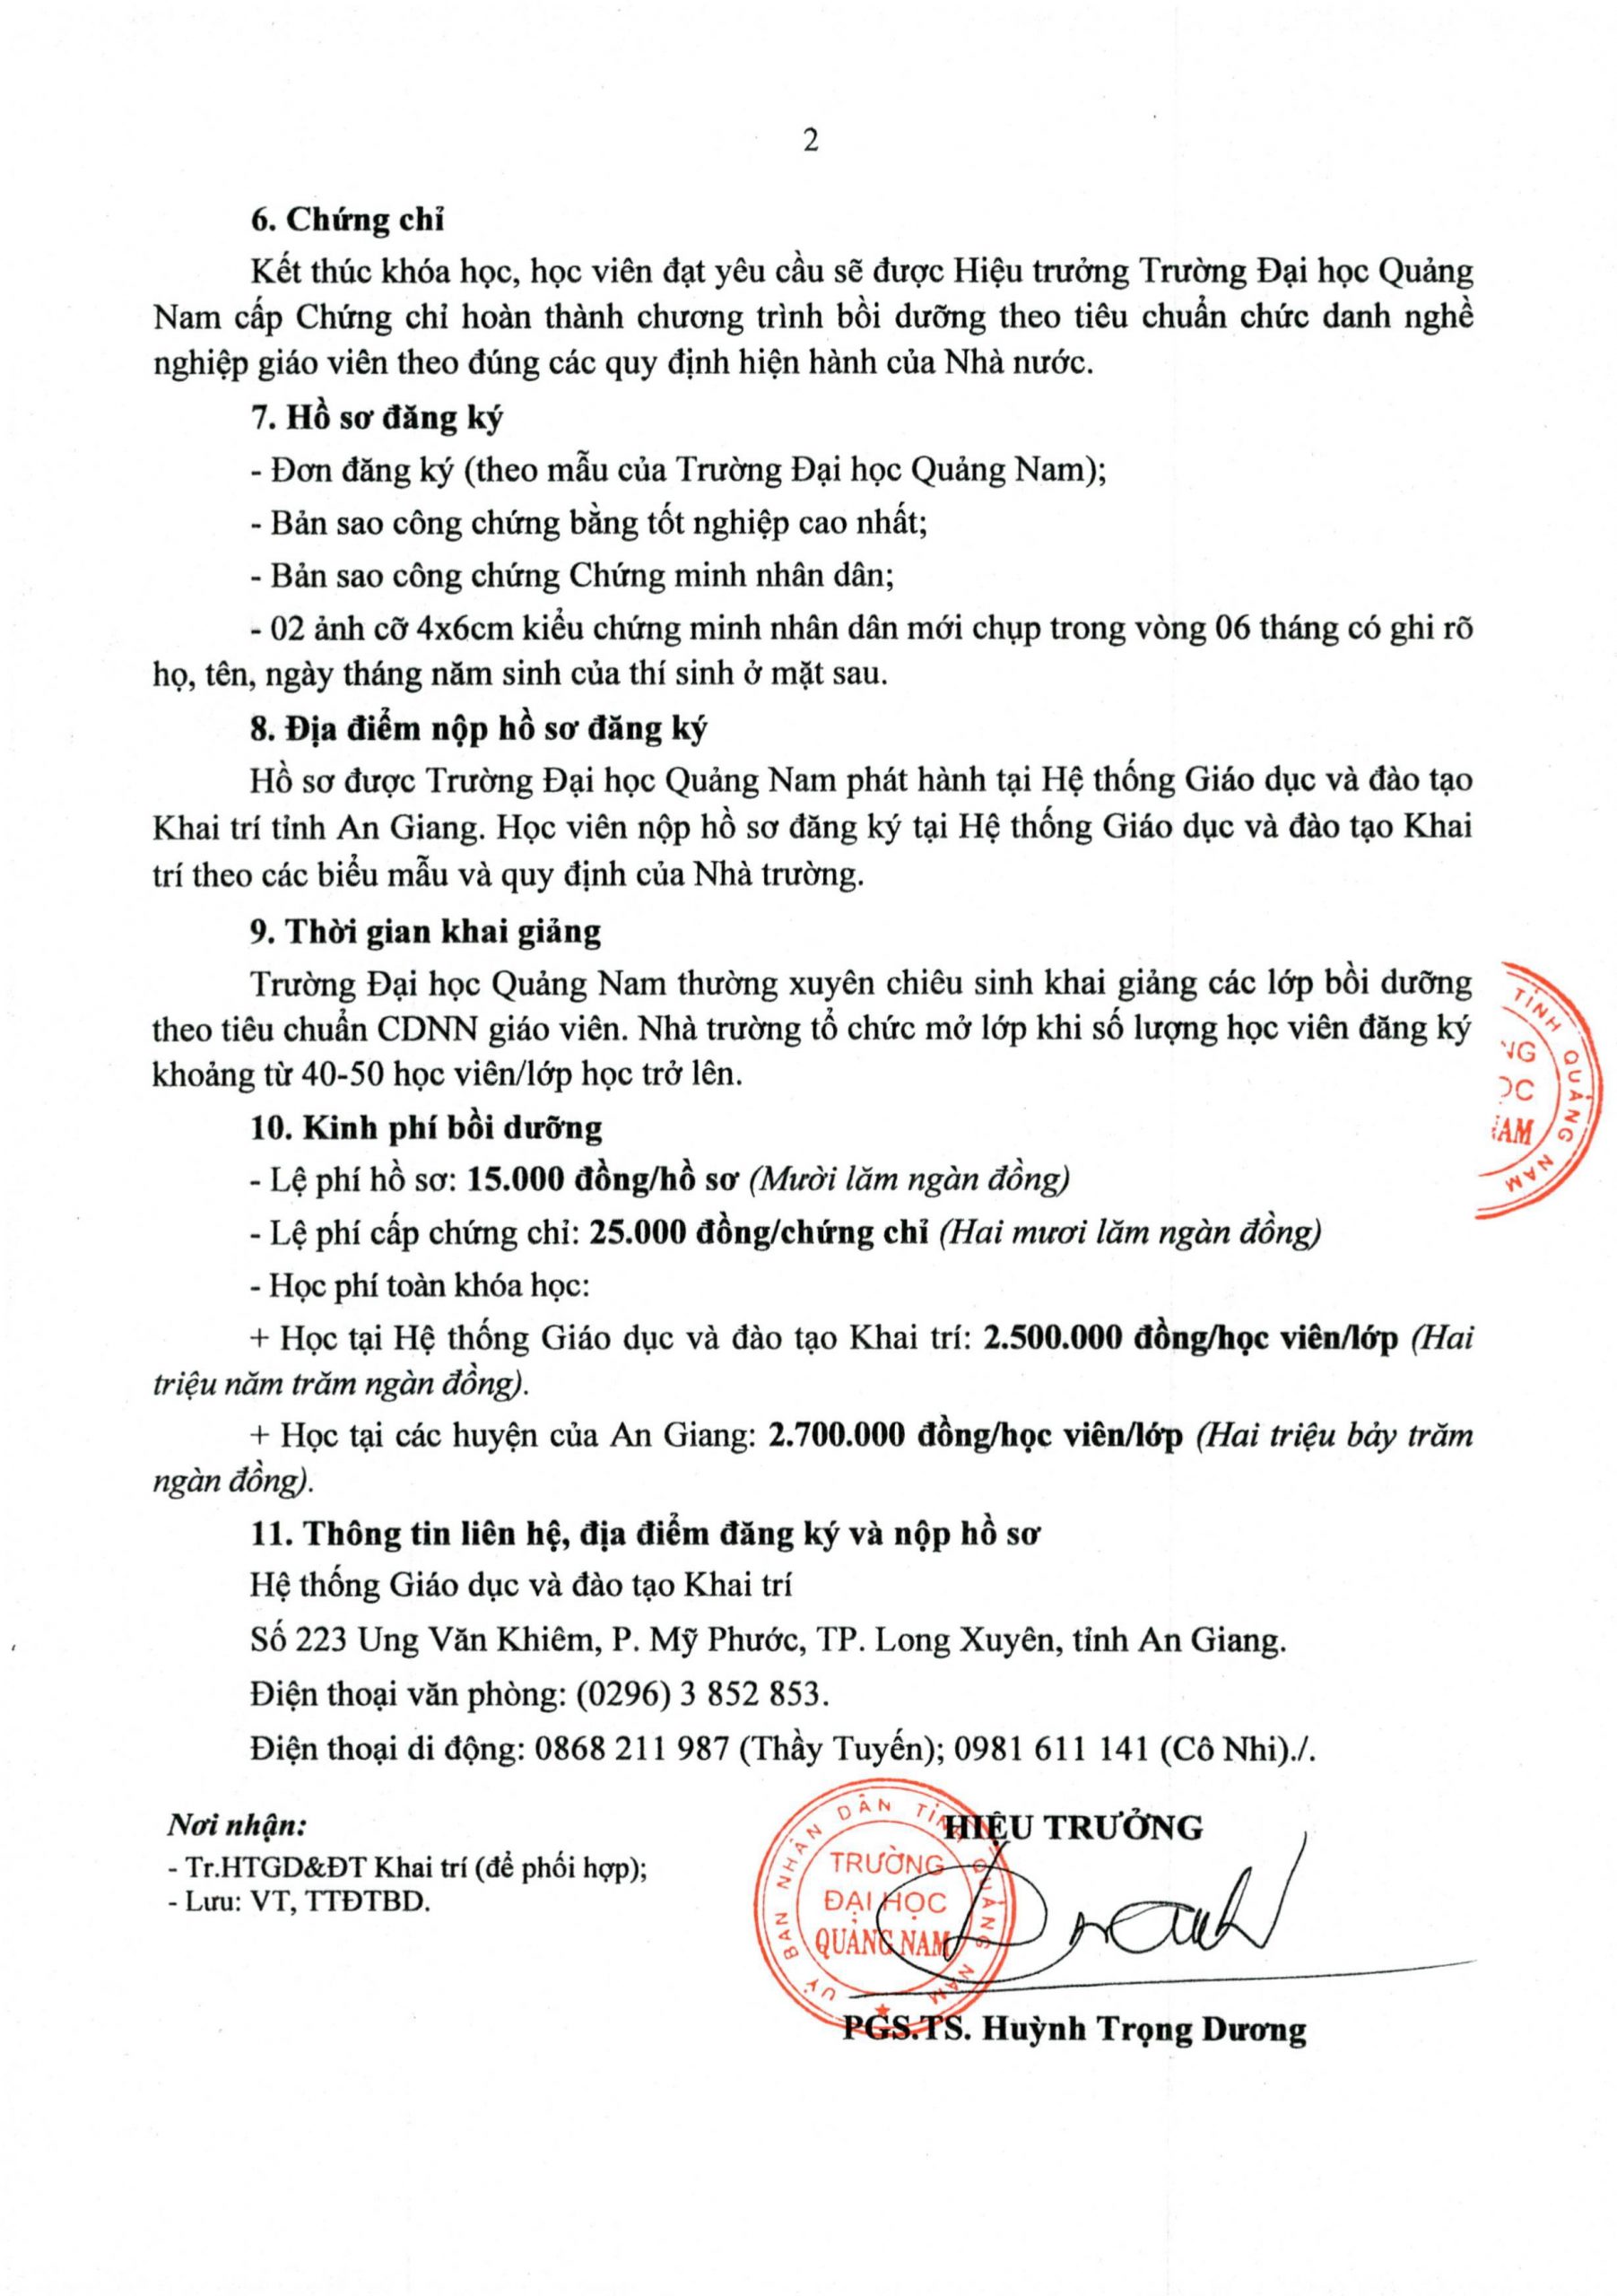 2
6. Chứng chỉ
Kết thúc khóa học, học viên đạt yêu cầu sẽ được Hiệu trưởng Trường Đại học Quảng
Nam cấp Chứng chỉ hoàn thành chương trình bồi dưỡng theo tiêu chuẩn chức danh nghề
nghiệp giáo viên theo đúng các quy định hiện hành của Nhà nước.
7. Hồ sơ đăng ký
- Đơn đăng ký (theo mẫu của Trường Đại học Quảng Nam);
- Bản sao công chứng bằng tốt nghiệp cao nhất;
- Bản sao công chứng Chứng minh nhân dân;
- 02 ảnh cỡ 4x6cm kiểu chứng minh nhân dân mới chụp trong vòng 06 tháng có ghi rõ
họ, tên, ngày tháng năm sinh của thí sinh ở mặt sau.
8. Địa điểm nộp hồ sơ đăng ký
Hồ sơ được Trường Đại học Quảng Nam phát hành tại Hệ thống Giáo dục và đào tạo
Khai trí tỉnh An Giang. Học viên nộp hồ sơ đăng ký tại Hệ thống Giáo dục và đào tạo Khai
trí theo các biểu mẫu và quy định của Nhà trường.
9. Thời gian khai giảng
Trường Đại học Quảng Nam thường xuyên chiêu sinh khai giảng các lớp bồi dưỡng
theo tiêu chuẩn CDNN giáo viên. Nhà trường tổ chức mở lớp khi số lượng học viên đăng ký
khoảng từ 40-50 học viên/lớp học trở lên.
TỈNH QUẢNG NAM
NG
ỌC
NAM
10. Kinh phí bồi dưỡng
- Lệ phí hồ sơ: 15.000 đồng/hồ sơ (Mười lăm ngàn đồng)
- Lệ phí cấp chứng chỉ: 25.000 đồng/chứng chỉ (Hai mươi lăm ngàn đồng)
- Học phí toàn khóa học:
+ Học tại Hệ thống Giáo dục và đào tạo Khai trí: 2.500.000 đồng/học viên/lớp (Hai
triệu năm trăm ngàn đồng).
+ Học tại các huyện của An Giang: 2.700.000 đồng/học viên/lớp (Hai triệu bảy trăm
ngàn đồng).
11. Thông tin liên hệ, địa điểm đăng ký và nộp hồ sơ
Hệ thống Giáo dục và đào tạo Khai trí
Số 223 Ung Văn Khiêm, P. Mỹ Phước, TP. Long Xuyên, tỉnh An Giang.
Điện thoại văn phòng: (0296) 3 852 853.
Điện thoại di động: 0868 211 987 (Thầy Tuyến); 0981 611 141 (Cô Nhi)./.
Nơi nhận:
- Tr.HTGD&ĐT Khai trí (để phối hợp);
- Lưu: VT, TTĐTBD.
HIỆU TRƯỞNG
UỶ BAN NHÂN DÂN TỈNH QUẢNG NAM
TRƯỜNG
ĐẠI HỌC
QUẢNG NAM
PGS.TS. Huỳnh Trọng Dương